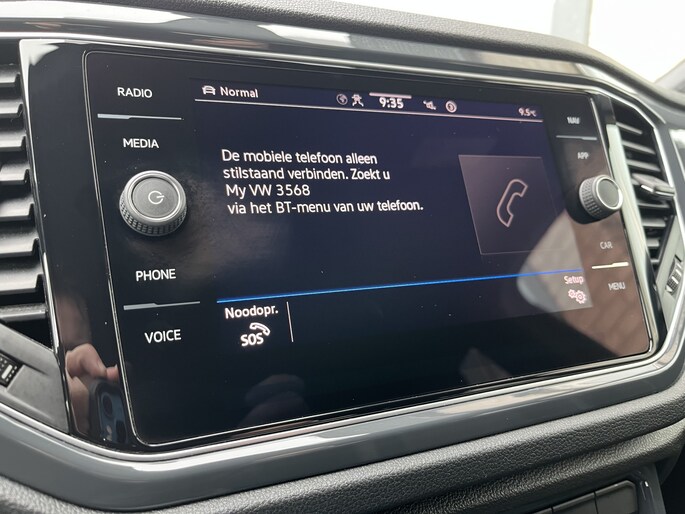 RADIO
MEDIA
PHONE
VOICE
Normal
9:35
9.5°C
De mobiele telefoon alleen
stilstaand verbinden. Zoekt u
My VW 3568
via het BT-menu van uw telefoon.
Setup
Noodopr.
SOS
NAV
APP
CAR
MENU